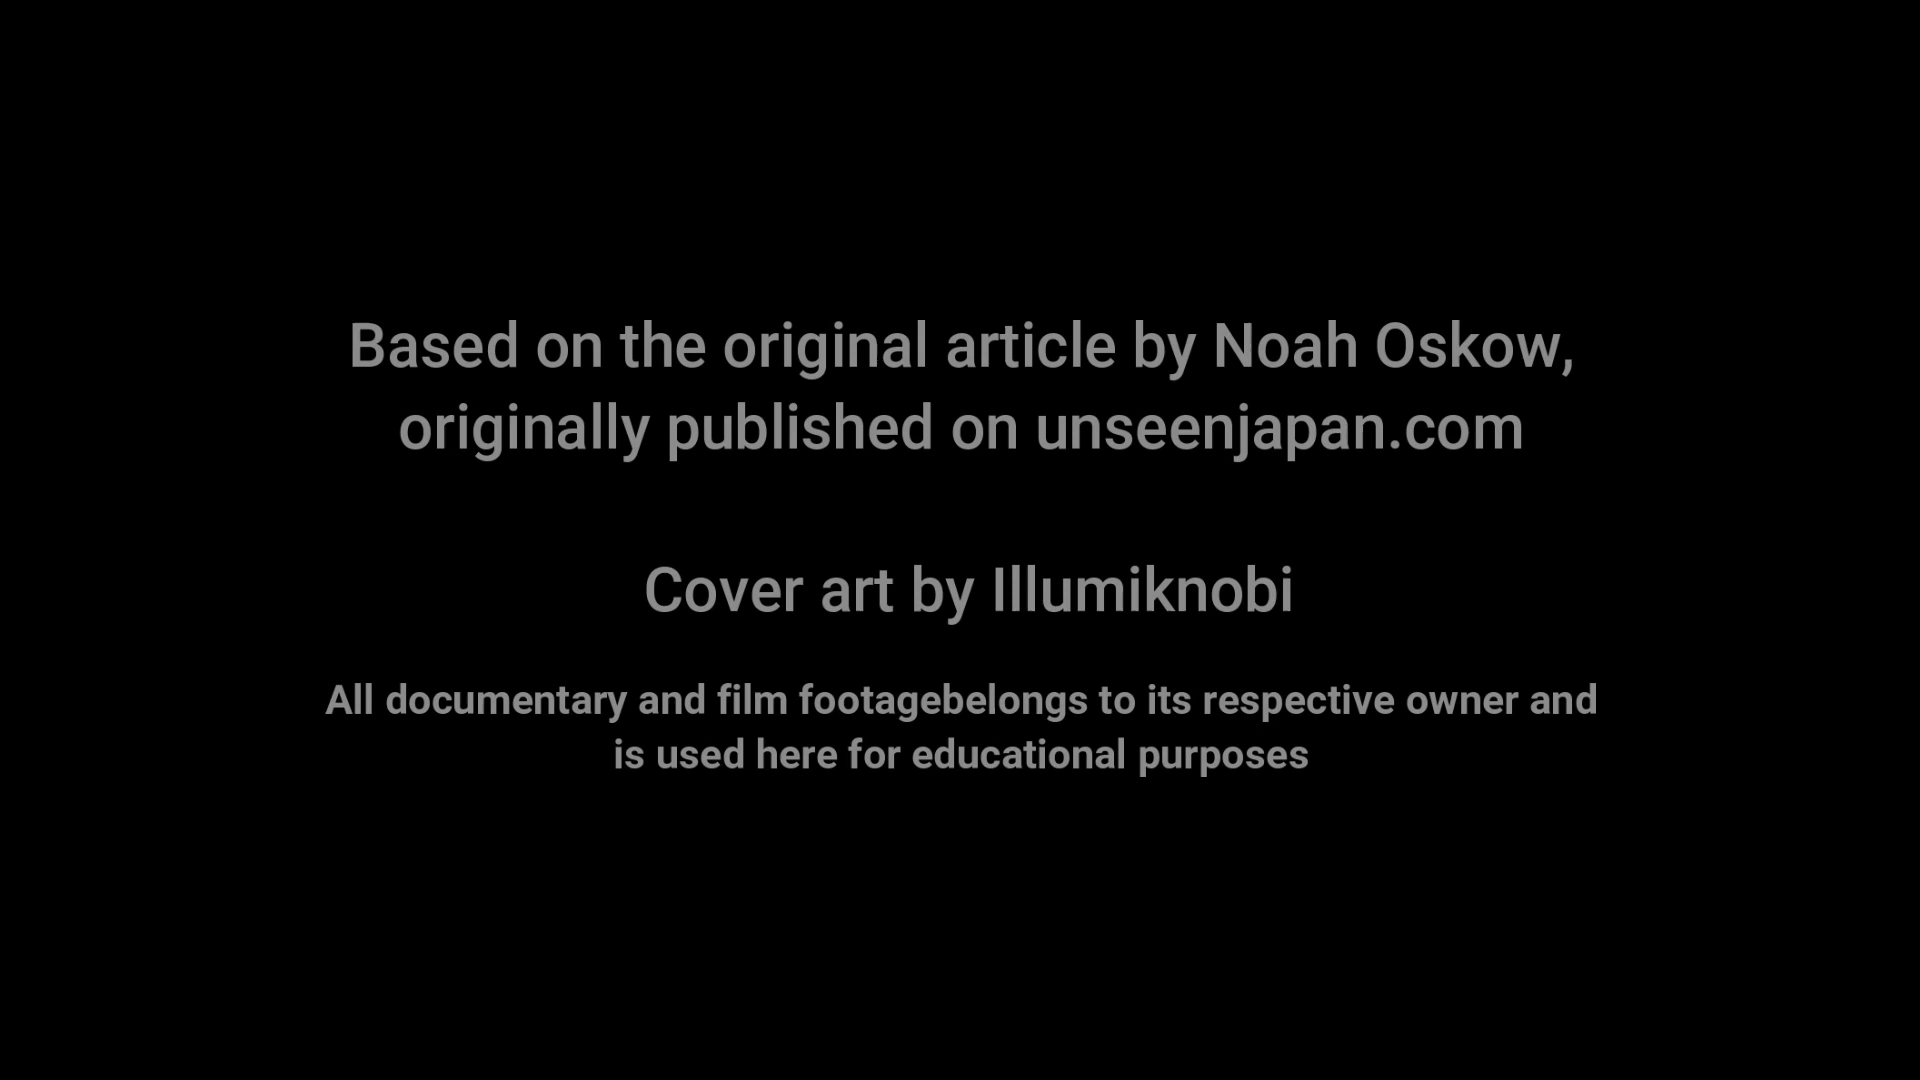 Based on the original article by Noah Oskow,
originally published on unseenjapan.com
Cover art by Illumiknobi
All documentary and film footagebelongs to its respective owner and
is used here for educational purposes